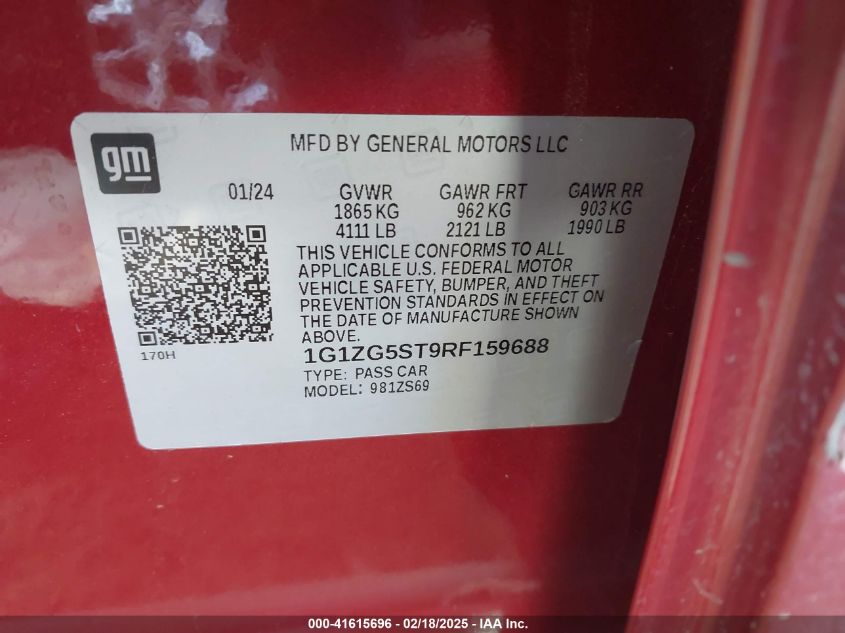 gm
MFD BY GENERAL MOTORS LLC
01/24 GVWR GAWR FRT GAWR RR
1865 KG 962 KG 903 KG
4111 LB 2121 LB 1990 LB
THIS VEHICLE CONFORMS TO ALL
APPLICABLE U.S. FEDERAL MOTOR
VEHICLE SAFETY, BUMPER, AND THEFT
PREVENTION STANDARDS IN EFFECT ON
THE DATE OF MANUFACTURE SHOWN
ABOVE.
170H
1G1ZG5ST9RF159688
TYPE: PASS CAR
MODEL: 981ZS69
000-41615696 - 02/18/2025 - IAA Inc.